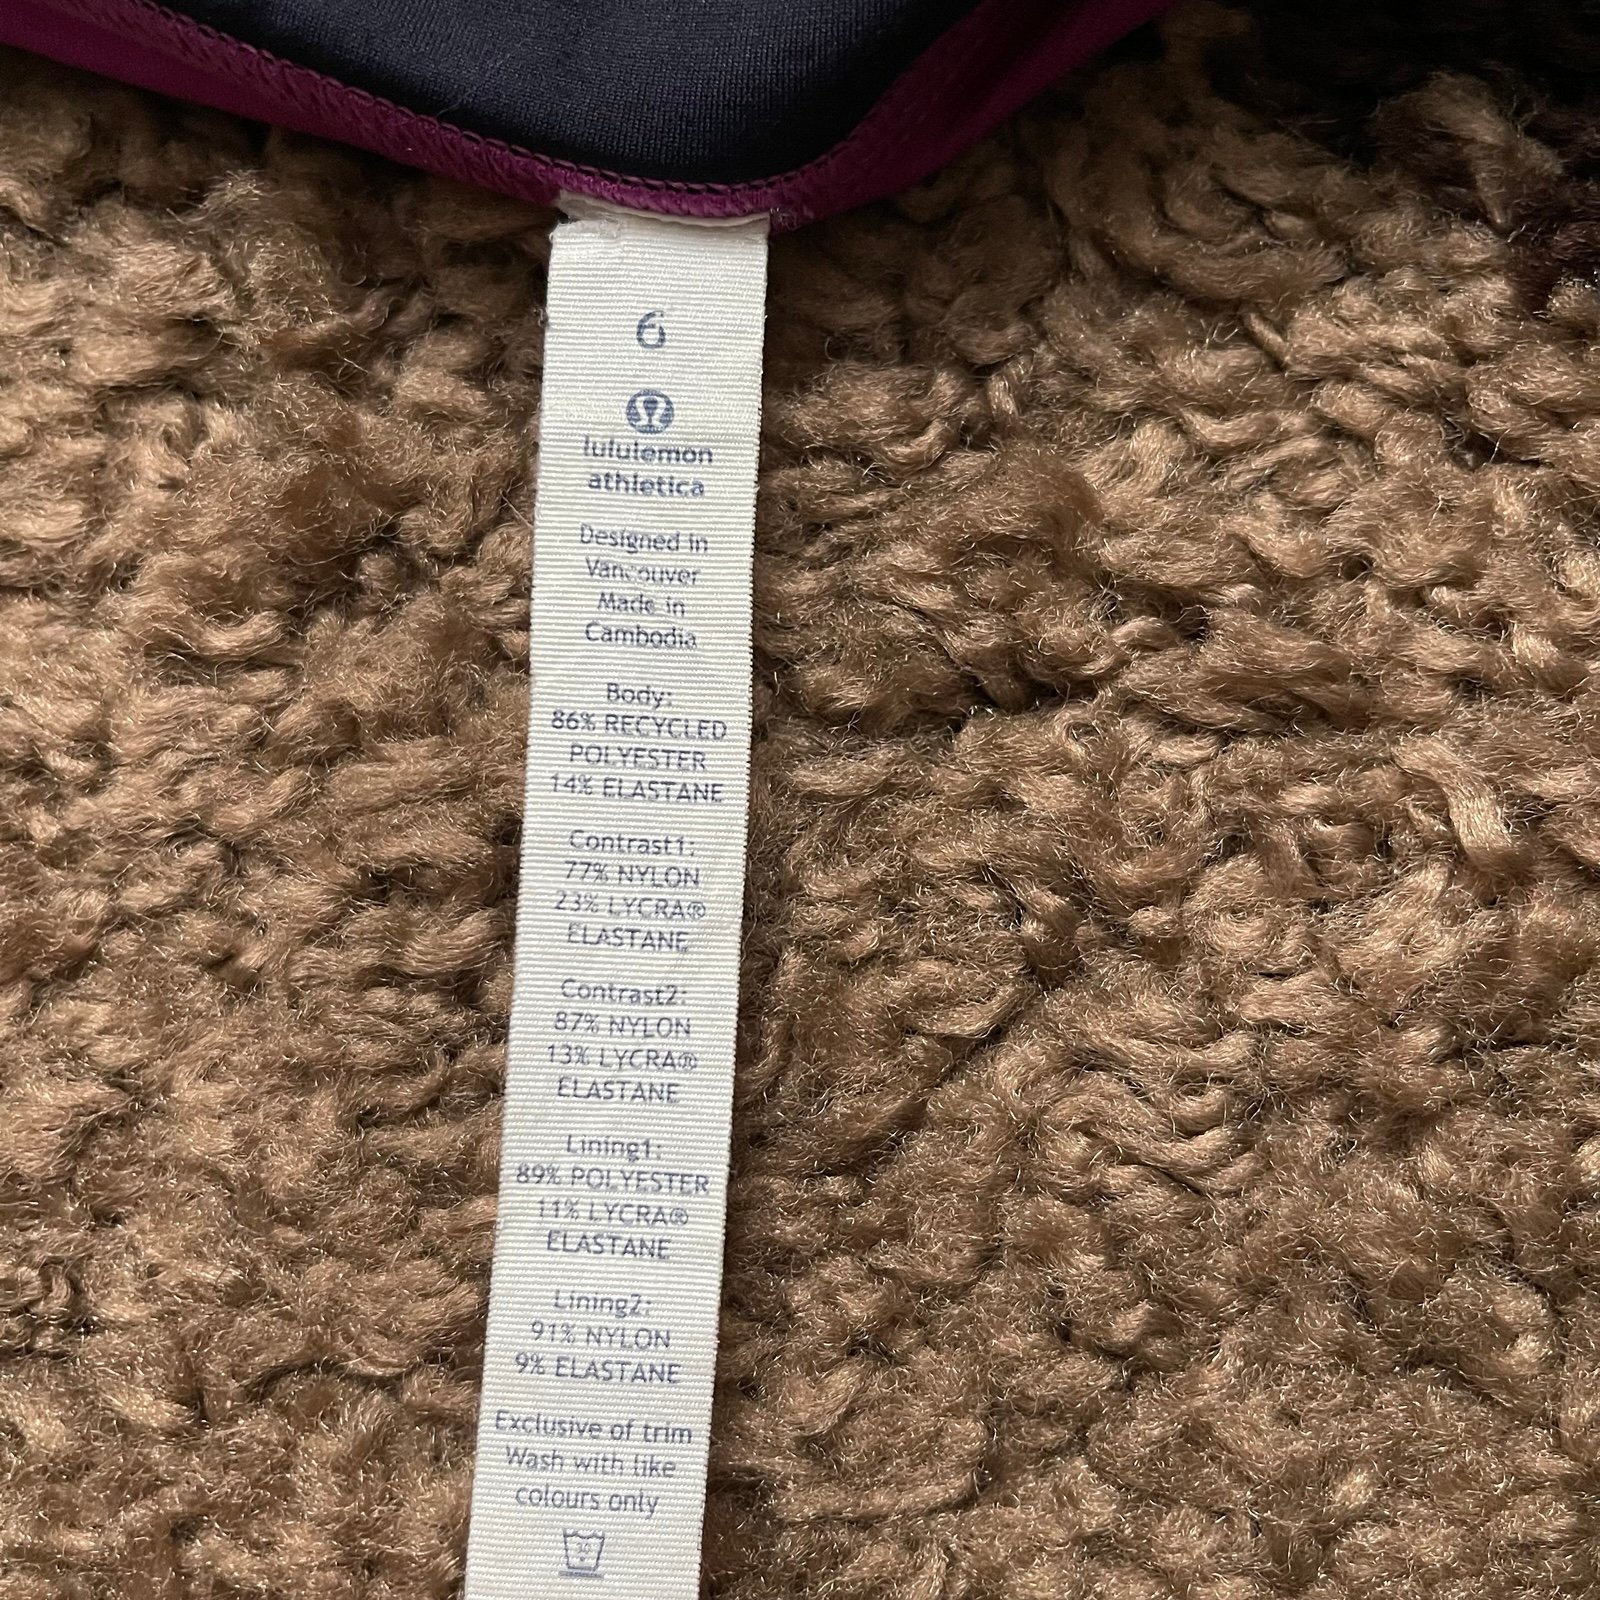 6
lululemon
athletica
Designed in
Vancouver
Made in
Cambodia
Body:
86% RECYCLED
POLYESTER
14% ELASTANE
Contrast1:
77% NYLON
23% LYCRA®
ELASTANE
Contrast2:
87% NYLON
13% LYCRA®
ELASTANE
Lining1:
89% POLYESTER
11% LYCRA®
ELASTANE
Lining2:
91% NYLON
9% ELASTANE
Exclusive of trim
Wash with like
colours only
30